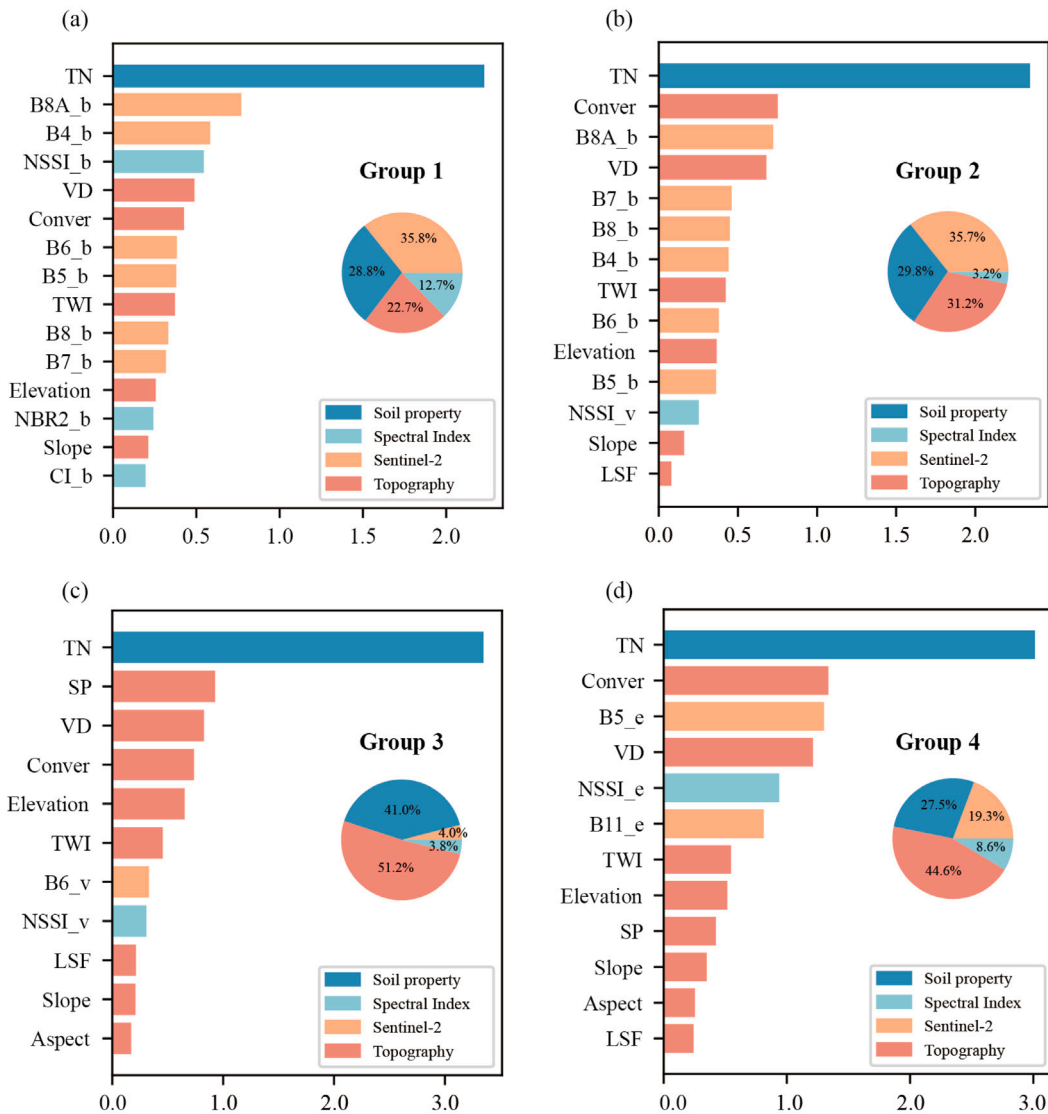 (a)
TN
B8A_b
B4_b
NSSI_b
VD
Conver
B6_b
B5_b
TWI
B8_b
B7_b
Elevation
NBR2_b
Slope
CI_b
Group 1
35.8%
28.8%
12.7%
22.7%
Soil property
Spectral Index
Sentinel-2
Topography
0.0 0.5 1.0 1.5 2.0
(b)
TN
Conver
B8A_b
VD
B7_b
B8_b
B4_b
TWI
B6_b
Elevation
B5_b
NSSI_v
Slope
LSF
Group 2
35.7%
29.8%
3.2%
31.2%
Soil property
Spectral Index
Sentinel-2
Topography
0.0 0.5 1.0 1.5 2.0
(c)
TN
SP
VD
Conver
Elevation
TWI
B6_v
NSSI_v
LSF
Slope
Aspect
Group 3
41.0%
4.0%
3.8%
51.2%
Soil property
Spectral Index
Sentinel-2
Topography
0.0 1.0 2.0 3.0
(d)
TN
Conver
B5_e
VD
NSSI_e
B11_e
TWI
Elevation
SP
Slope
Aspect
LSF
Group 4
27.5%
19.3%
8.6%
44.6%
Soil property
Spectral Index
Sentinel-2
Topography
0.0 1.0 2.0 3.0